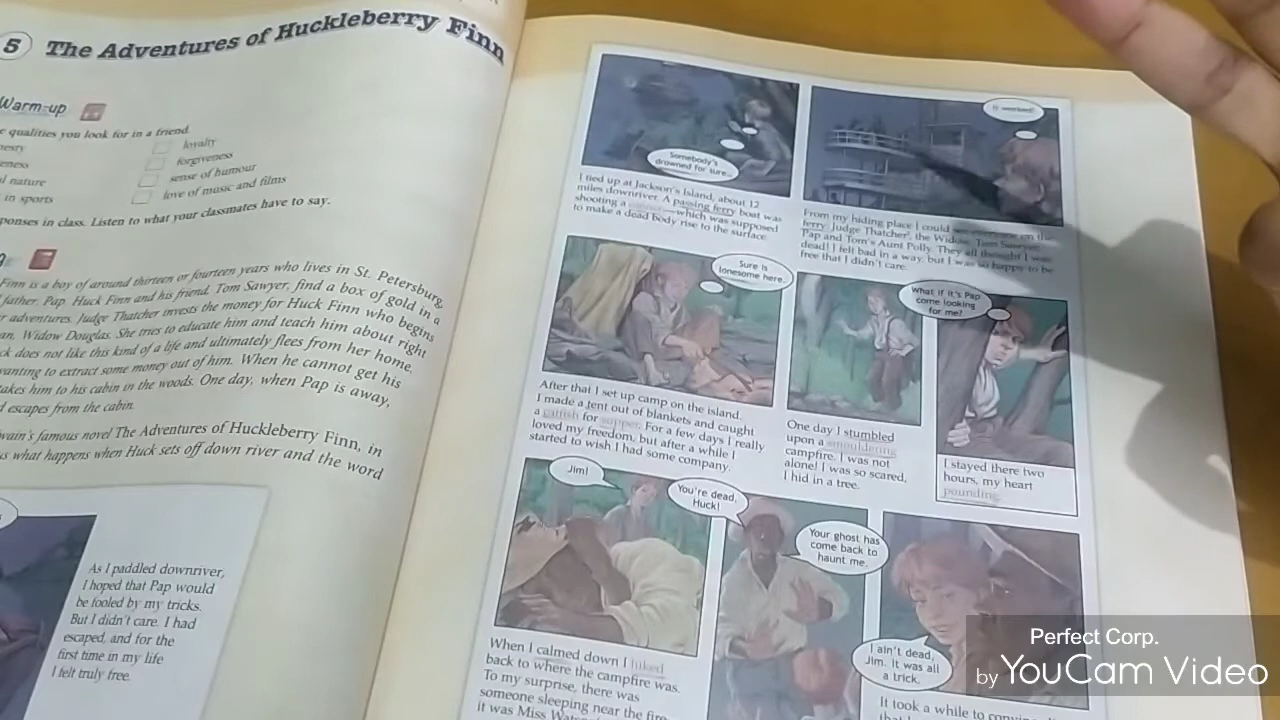 5 The Adventures of Huckleberry Finn
Warm-up
qualities you look for in a friend.
loyalty
forgiveness
nature
sense of humour
in sports
love of music and films
in class. Listen to what your classmates have to say.
Finn is a boy of around thirteen or fourteen years who lives in St. Petersburg,
father, Pap. Huck Finn and his friend, Tom Sawyer, find a box of gold in a
adventures. Judge Thatcher invests the money for Huck Finn who begins
Widow Douglas. She tries to educate him and teach him about right
does not like this kind of a life and ultimately flees from her home.
wanting to extract some money out of him. When he cannot get his
takes him to his cabin in the woods. One day, when Pap is away,
escapes from the cabin.
famous novel The Adventures of Huckleberry Finn, in
what happens when Huck sets off down river and the word
As I paddled downriver,
I hoped that Pap would
be fooled by my tricks.
But I didn't care. I had
escaped, and for the
first time in my life
I felt truly free.
Somebody's
drowned for sure..
I tied up at Jackson's Island, about 12
miles downriver. A passing ferry boat was
shooting a —which was supposed
to make a dead body rise to the surface.
It worked!
From my hiding place I could see everyone on the
ferry. Judge Thatcher, the Widow, Tom Sawyer,
Pap and Tom's Aunt Polly. They all thought I was
dead! I felt bad in a way, but I was so happy to be
free that I didn't care.
Sure is
lonesome here.
After that I set up camp on the island.
I made a tent out of blankets and caught
a catfish for supper. For a few days I really
loved my freedom, but after a while I
started to wish I had some company.
One day I stumbled
upon a smouldering
campfire. I was not
alone! I was so scared,
I hid in a tree.
What if it's Pap
come looking
for me?
I stayed there two
hours, my heart
pounding.
Jim!
When I calmed down I hiked
back to where the campfire was.
To my surprise, there was
someone sleeping near the fire
it was Miss
You're dead,
Huck!
Your ghost has
come back to
haunt me.
I ain't dead,
Jim. It was all
a trick.
It took a while to
Perfect Corp.
by YouCam Video